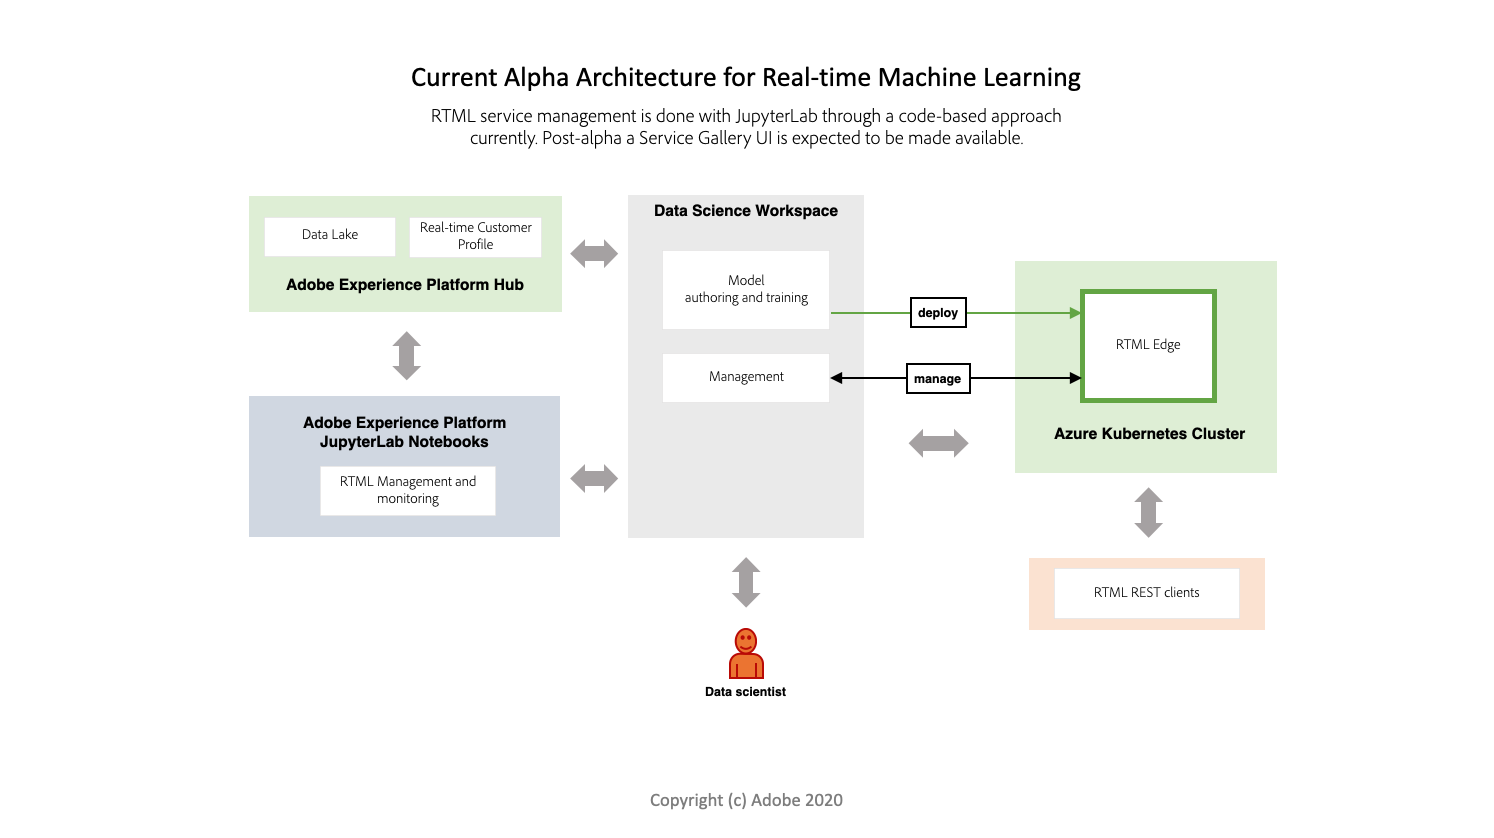 Current Alpha Architecture for Real-time Machine Learning
RTML service management is done with JupyterLab through a code-based approach
currently. Post-alpha a Service Gallery UI is expected to be made available.
Data Lake
Real-time Customer
Profile
Adobe Experience Platform Hub
Adobe Experience Platform
JupyterLab Notebooks
RTML Management and
monitoring
Data Science Workspace
Model
authoring and training
Management
deploy
manage
RTML Edge
Azure Kubernetes Cluster
RTML REST clients
Data scientist
Copyright (c) Adobe 2020